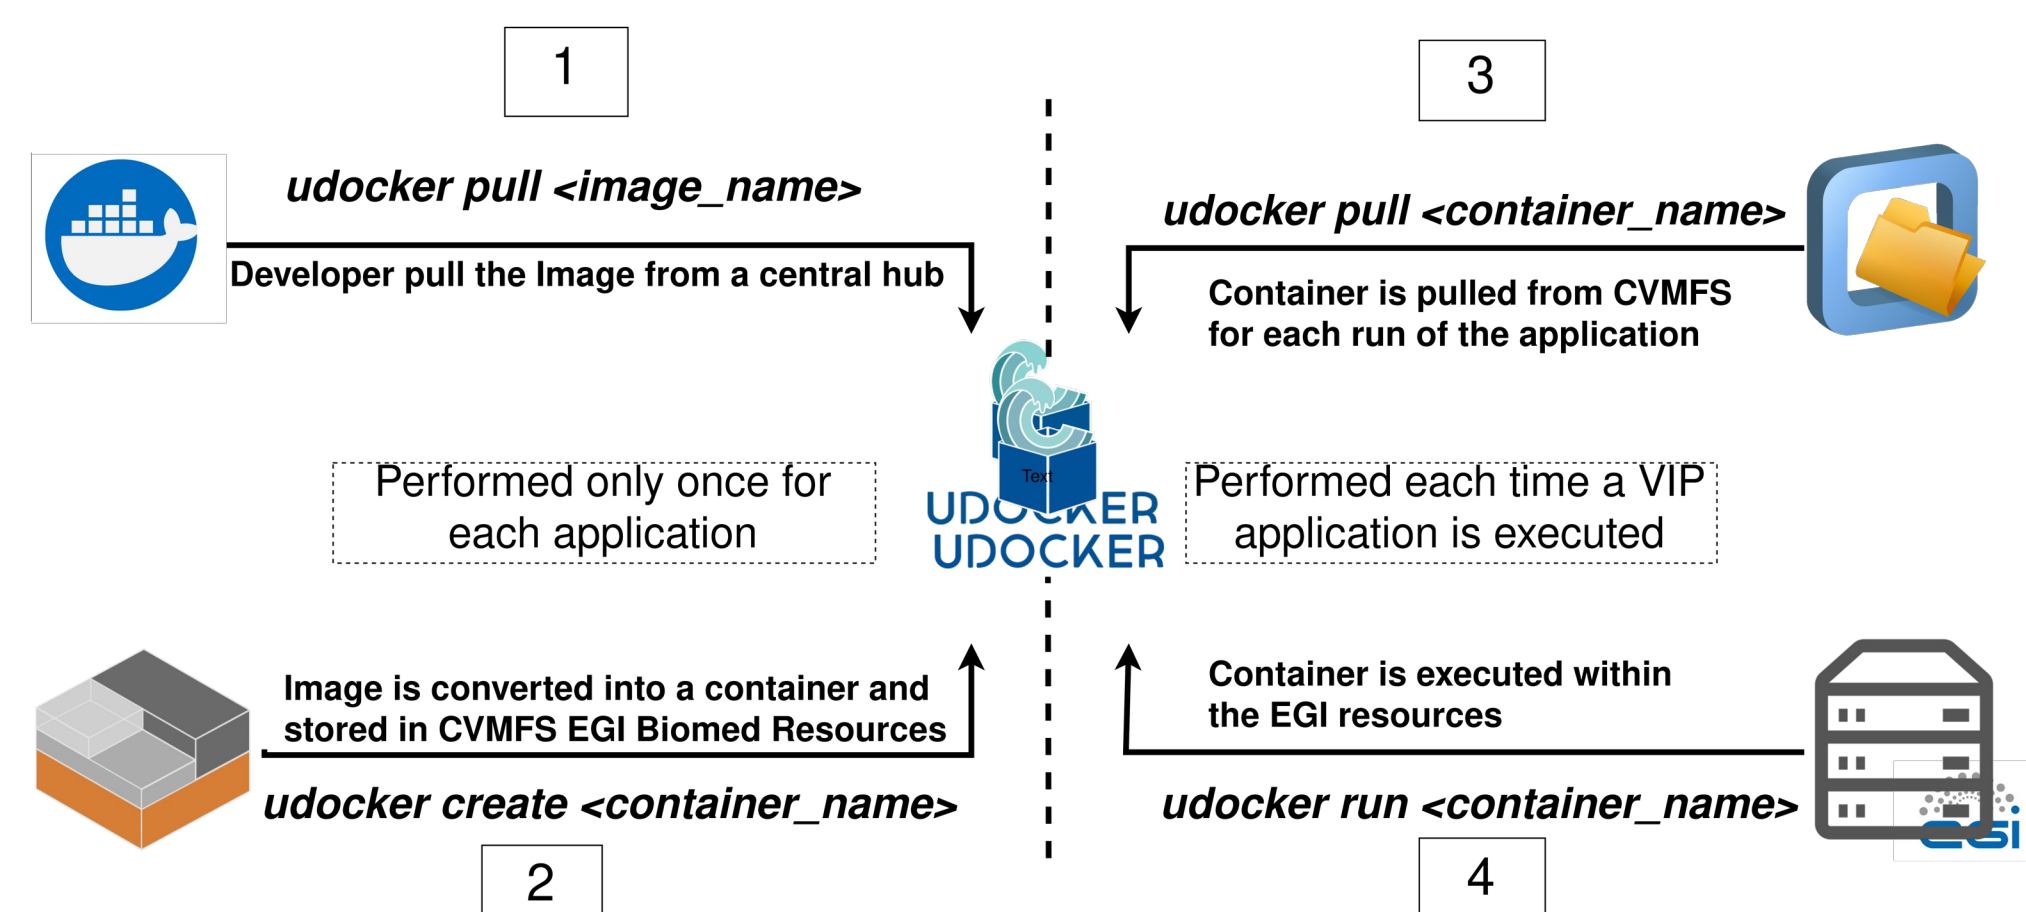 1
udocker pull <image_name>
Developer pull the Image from a central hub
Performed only once for
each application
Image is converted into a container and
stored in CVMFS EGI Biomed Resources
udocker create <container_name>
2
Text
UDOCKER
UDOCKER
3
udocker pull <container_name>
Container is pulled from CVMFS
for each run of the application
Performed each time a VIP
application is executed
Container is executed within
the EGI resources
udocker run <container_name>
eGI
4